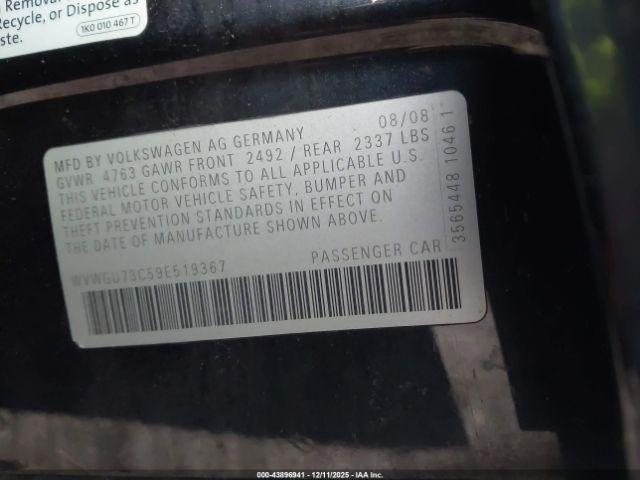 Removal
Recycle, or Dispose as
ste.
1K0 010 467 T
MFD BY VOLKSWAGEN AG GERMANY 08/08
GVWR 4763 GAWR FRONT 2492 / REAR 2337 LBS
THIS VEHICLE CONFORMS TO ALL APPLICABLE U.S.
FEDERAL MOTOR VEHICLE SAFETY, BUMPER AND
THEFT PREVENTION STANDARDS IN EFFECT ON
THE DATE OF MANUFACTURE SHOWN ABOVE.
WVWGU73C59E519367 PASSENGER CAR
3565448 1046 1
000-43896941 - 12/11/2025 - IAA Inc.